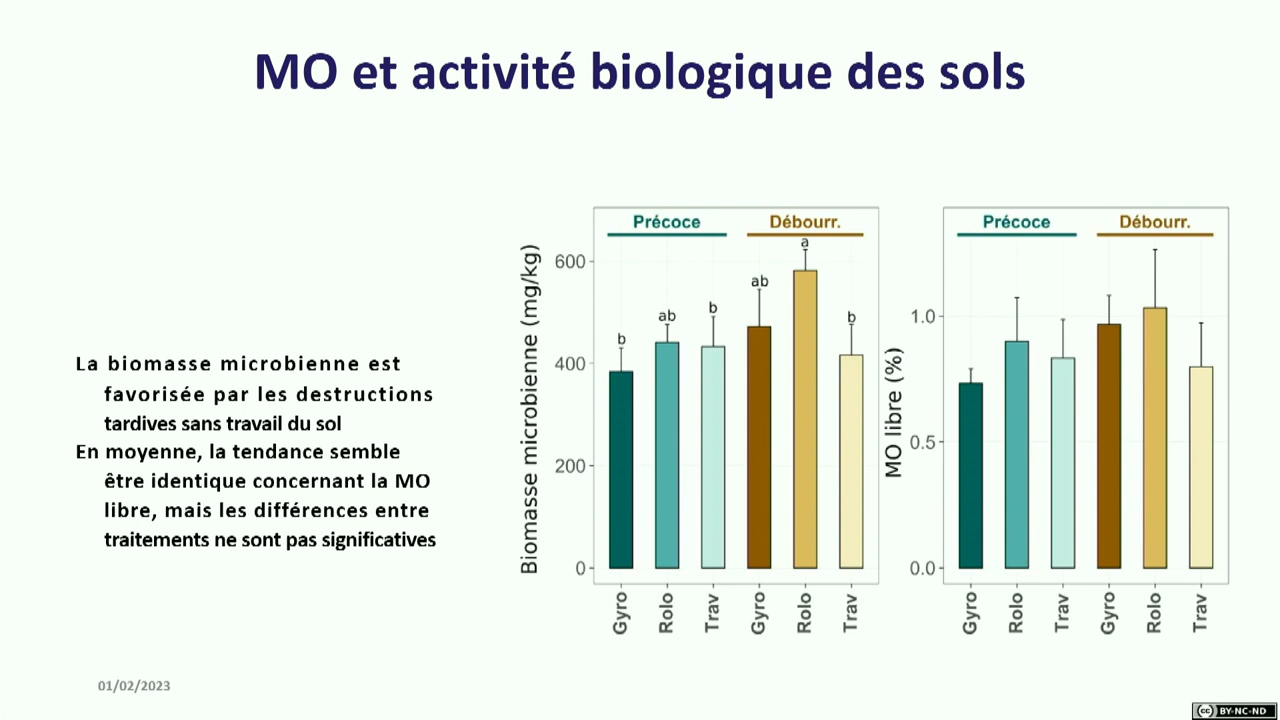 MO et activité biologique des sols
La biomasse microbienne est
favorisée par les destructions
tardives sans travail du sol
En moyenne, la tendance semble
être identique concernant la MO
libre, mais les différences entre
traitements ne sont pas significatives
Biomasse microbienne (mg/kg)
600
400
200
0
Précoce
Débourr.
b
ab
b
ab
a
b
Gyro
Rolo
Trav
Gyro
Rolo
Trav
MO libre (%)
1.0
0.5
0.0
Précoce
Débourr.
Gyro
Rolo
Trav
Gyro
Rolo
Trav
01/02/2023
cc BY-NC-ND